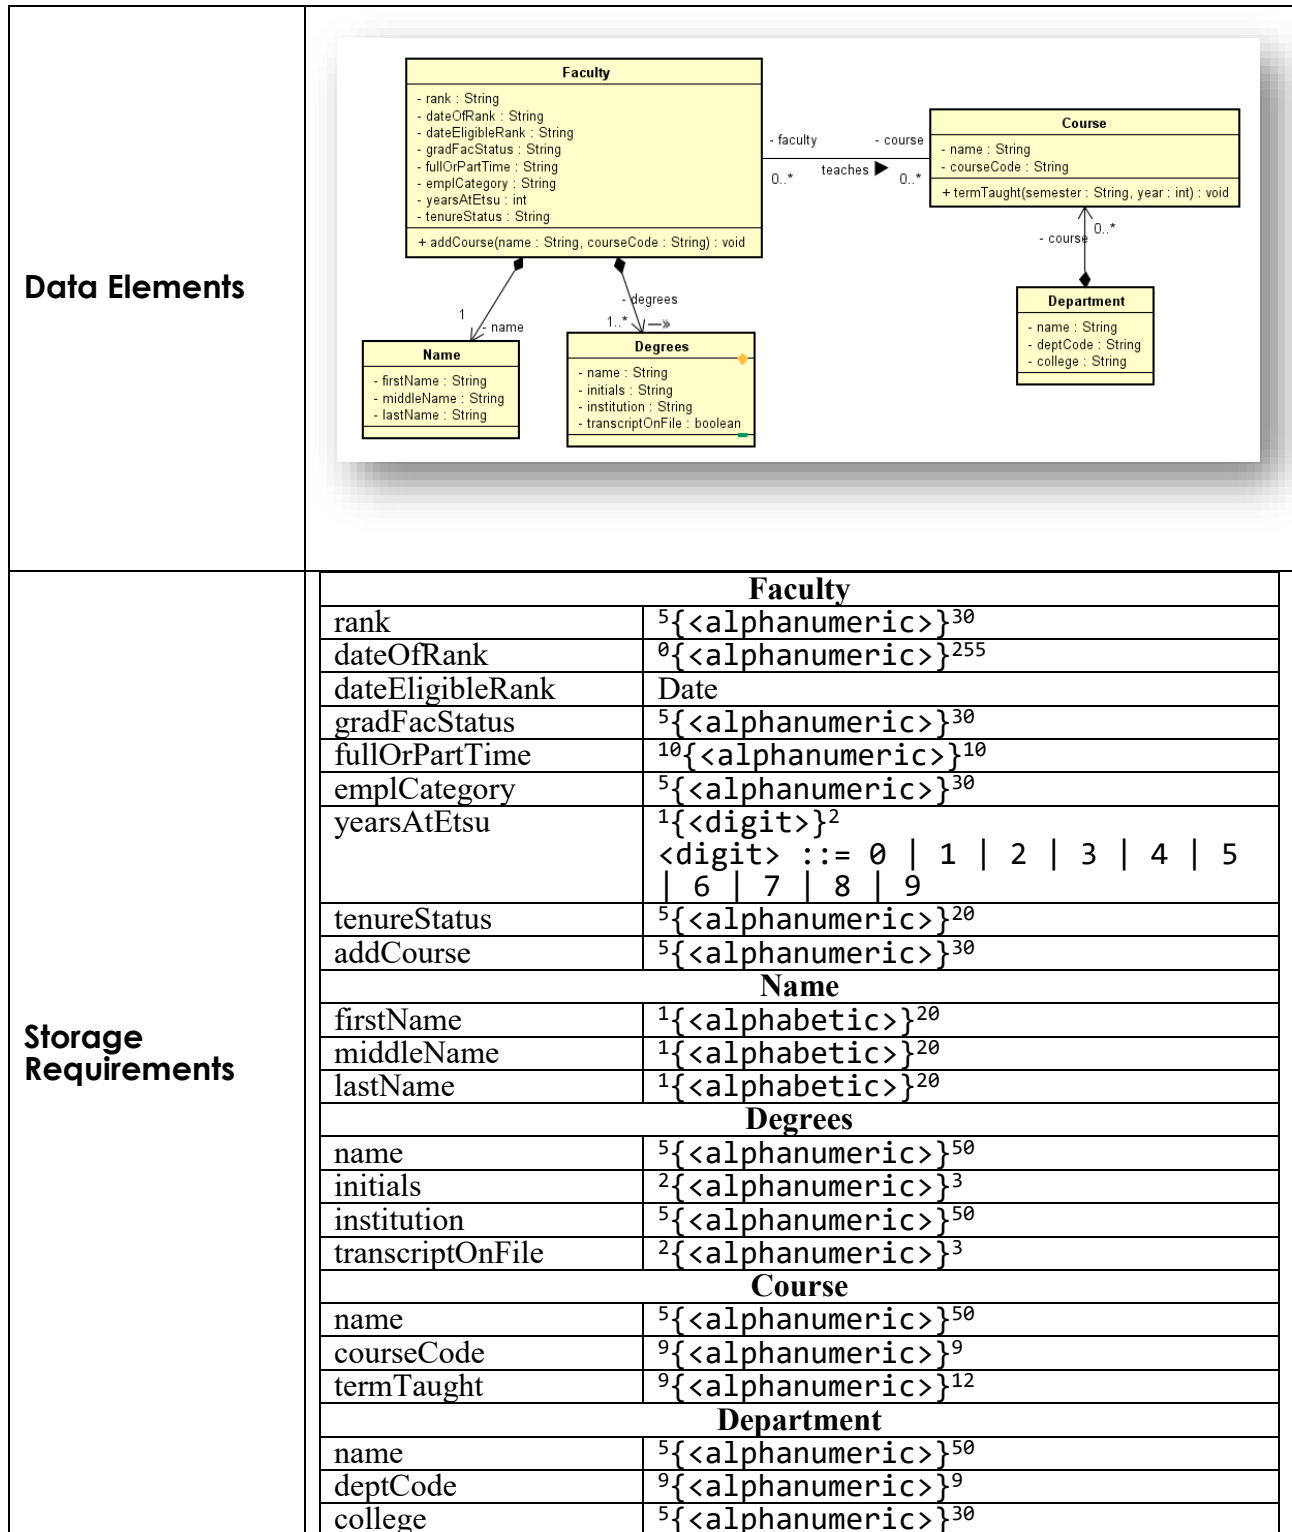 Data Elements
Faculty
- rank : String
- dateOfRank : String
- dateEligibleRank : String
- gradFacStatus : String
- fullOrPartTime : String
- emplCategory : String
- yearsAtEtsu : int
- tenureStatus : String
+ addCourse(name : String, courseCode : String) : void
- faculty
- course
0..*
teaches
0..*
Course
- name : String
- courseCode : String
+ termTaught(semester : String, year : int) : void
- course
0..*
Department
- name : String
- deptCode : String
- college : String
1
- name
Name
- firstName : String
- middleName : String
- lastName : String
- degrees
1..*
Degrees
- name : String
- initials : String
- institution : String
- transcriptOnFile : boolean
Storage
Requirements
Faculty
rank 5{<alphanumeric>}30
dateOfRank 0{<alphanumeric>}255
dateEligibleRank Date
gradFacStatus 5{<alphanumeric>}30
fullOrPartTime 10{<alphanumeric>}10
emplCategory 5{<alphanumeric>}30
yearsAtEtsu 1{<digit>}2
<digit> ::= 0 | 1 | 2 | 3 | 4 | 5
| 6 | 7 | 8 | 9
tenureStatus 5{<alphanumeric>}20
addCourse 5{<alphanumeric>}30
Name
firstName 1{<alphabetic>}20
middleName 1{<alphabetic>}20
lastName 1{<alphabetic>}20
Degrees
name 5{<alphanumeric>}50
initials 2{<alphanumeric>}3
institution 5{<alphanumeric>}50
transcriptOnFile 2{<alphanumeric>}3
Course
name 5{<alphanumeric>}50
courseCode 9{<alphanumeric>}9
termTaught 9{<alphanumeric>}12
Department
name 5{<alphanumeric>}50
deptCode 9{<alphanumeric>}9
college 5{<alphanumeric>}30